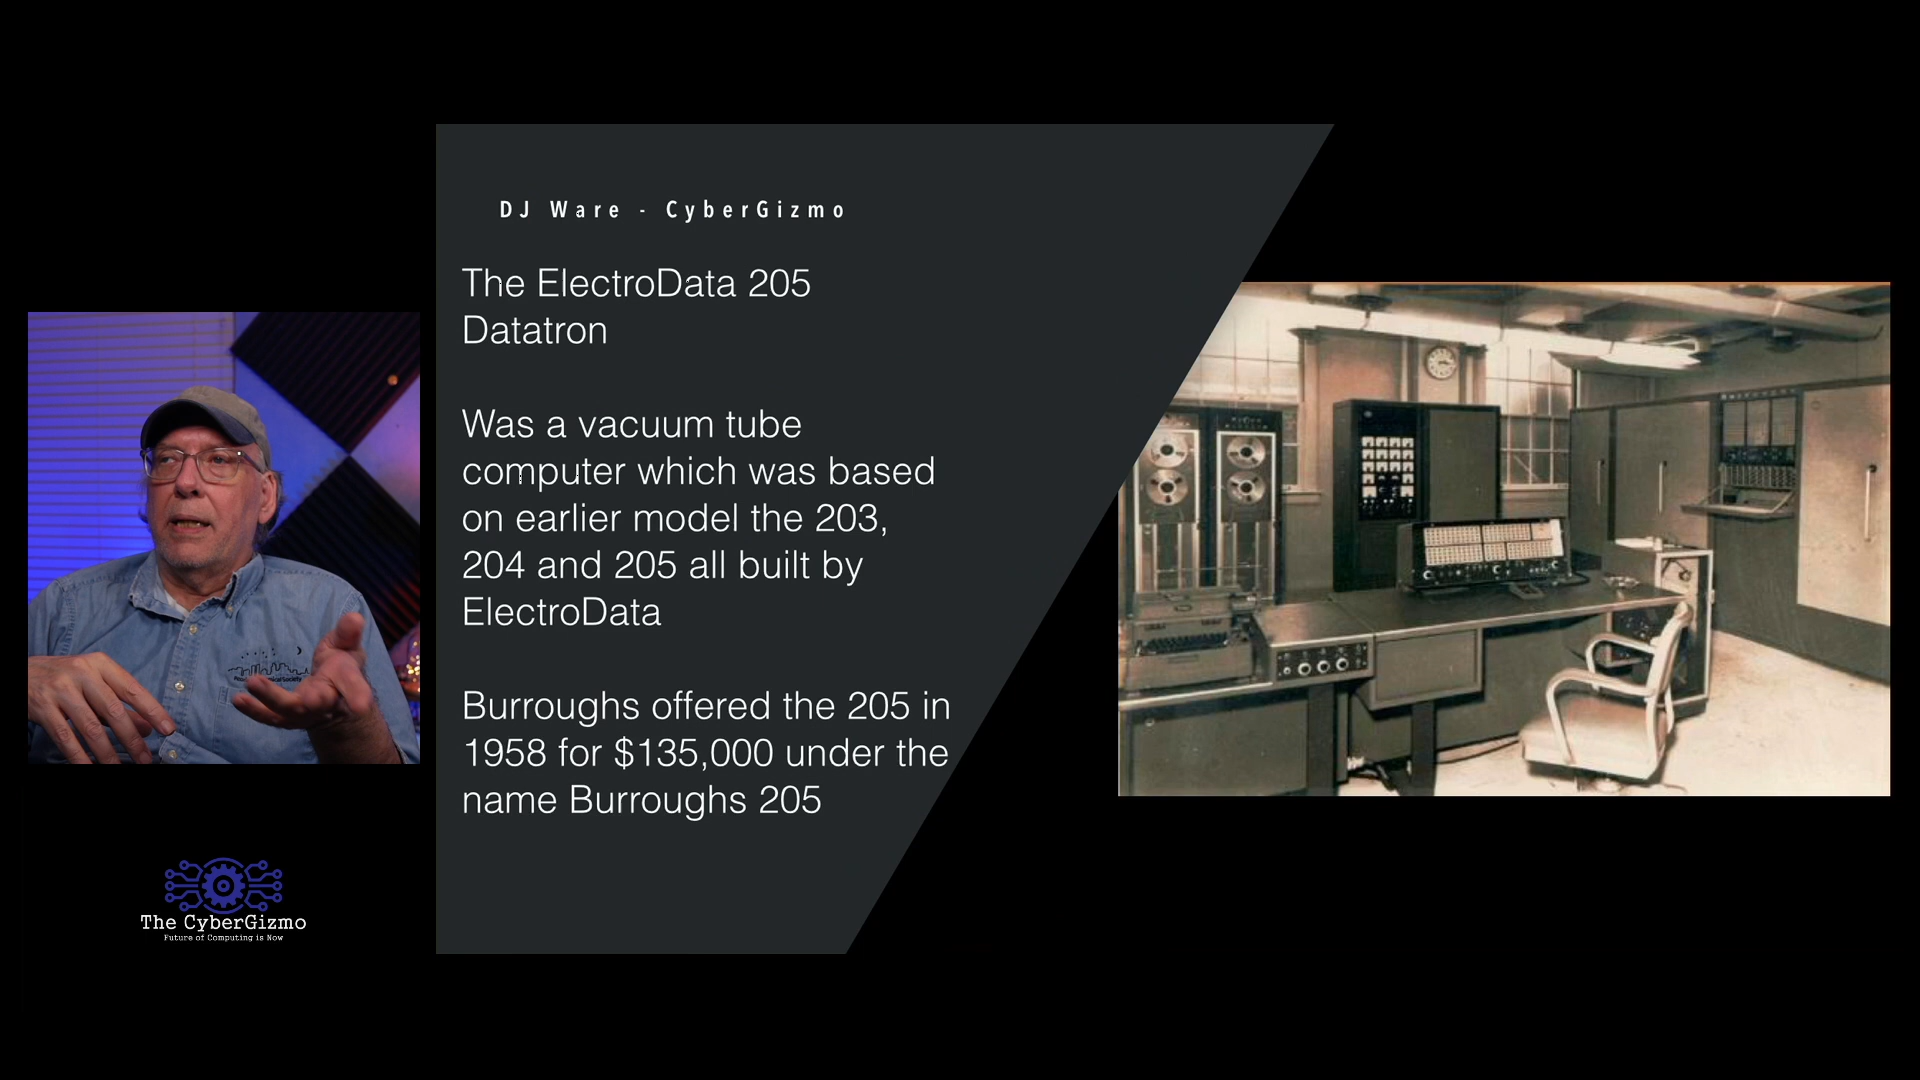 DJ Ware - CyberGizmo
The ElectroData 205
Datatron
Was a vacuum tube
computer which was based
on earlier model the 203,
204 and 205 all built by
ElectroData
Burroughs offered the 205 in
1958 for $135,000 under the
name Burroughs 205
The CyberGizmo
Future of Computing is Now